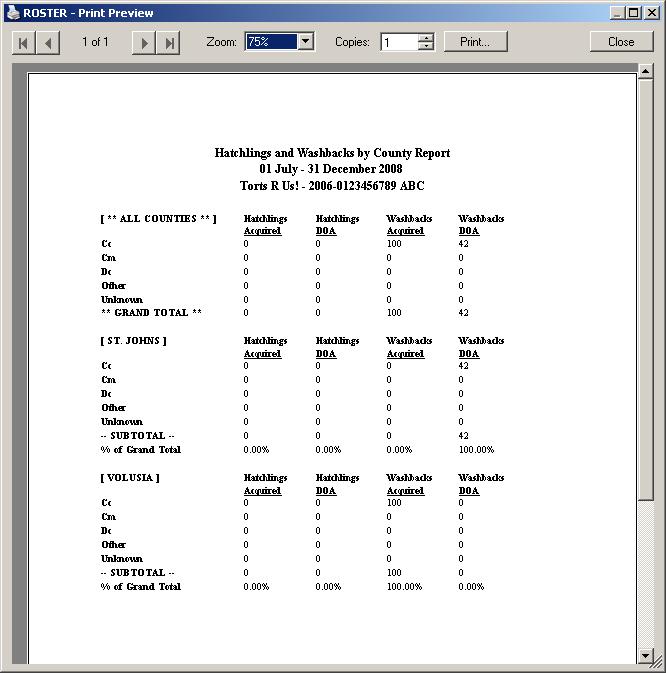 ROSTER - Print Preview
1 of 1 Zoom: 75% Copies: 1 Print... Close
Hatchlings and Washbacks by County Report
01 July - 31 December 2008
Torts R Us! - 2006-0123456789 ABC
[ ** ALL COUNTIES ** ] Hatchlings Hatchlings Washbacks Washbacks
Acquired DOA Acquired DOA
Cc 0 0 100 42
Cm 0 0 0 0
Dc 0 0 0 0
Other 0 0 0 0
Unknown 0 0 0 0
** GRAND TOTAL ** 0 0 100 42
[ ST. JOHNS ] Hatchlings Hatchlings Washbacks Washbacks
Acquired DOA Acquired DOA
Cc 0 0 0 42
Cm 0 0 0 0
Dc 0 0 0 0
Other 0 0 0 0
Unknown 0 0 0 0
-- SUBTOTAL -- 0 0 0 42
% of Grand Total 0.00% 0.00% 0.00% 100.00%
[ VOLUSIA ] Hatchlings Hatchlings Washbacks Washbacks
Acquired DOA Acquired DOA
Cc 0 0 100 0
Cm 0 0 0 0
Dc 0 0 0 0
Other 0 0 0 0
Unknown 0 0 0 0
-- SUBTOTAL -- 0 0 100 0
% of Grand Total 0.00% 0.00% 100.00% 0.00%